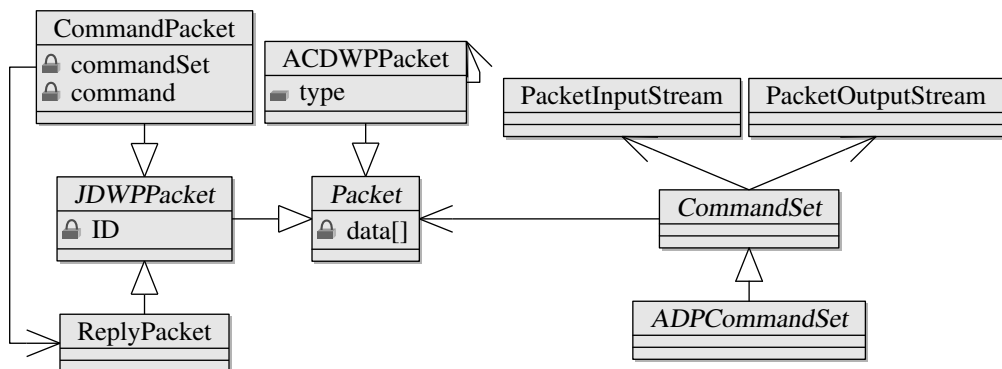 CommandPacket
commandSet
command
ACDWPPacket
type
PacketInputStream
PacketOutputStream
JDWPPacket
ID
Packet
data[]
CommandSet
ReplyPacket
ADPCommandSet